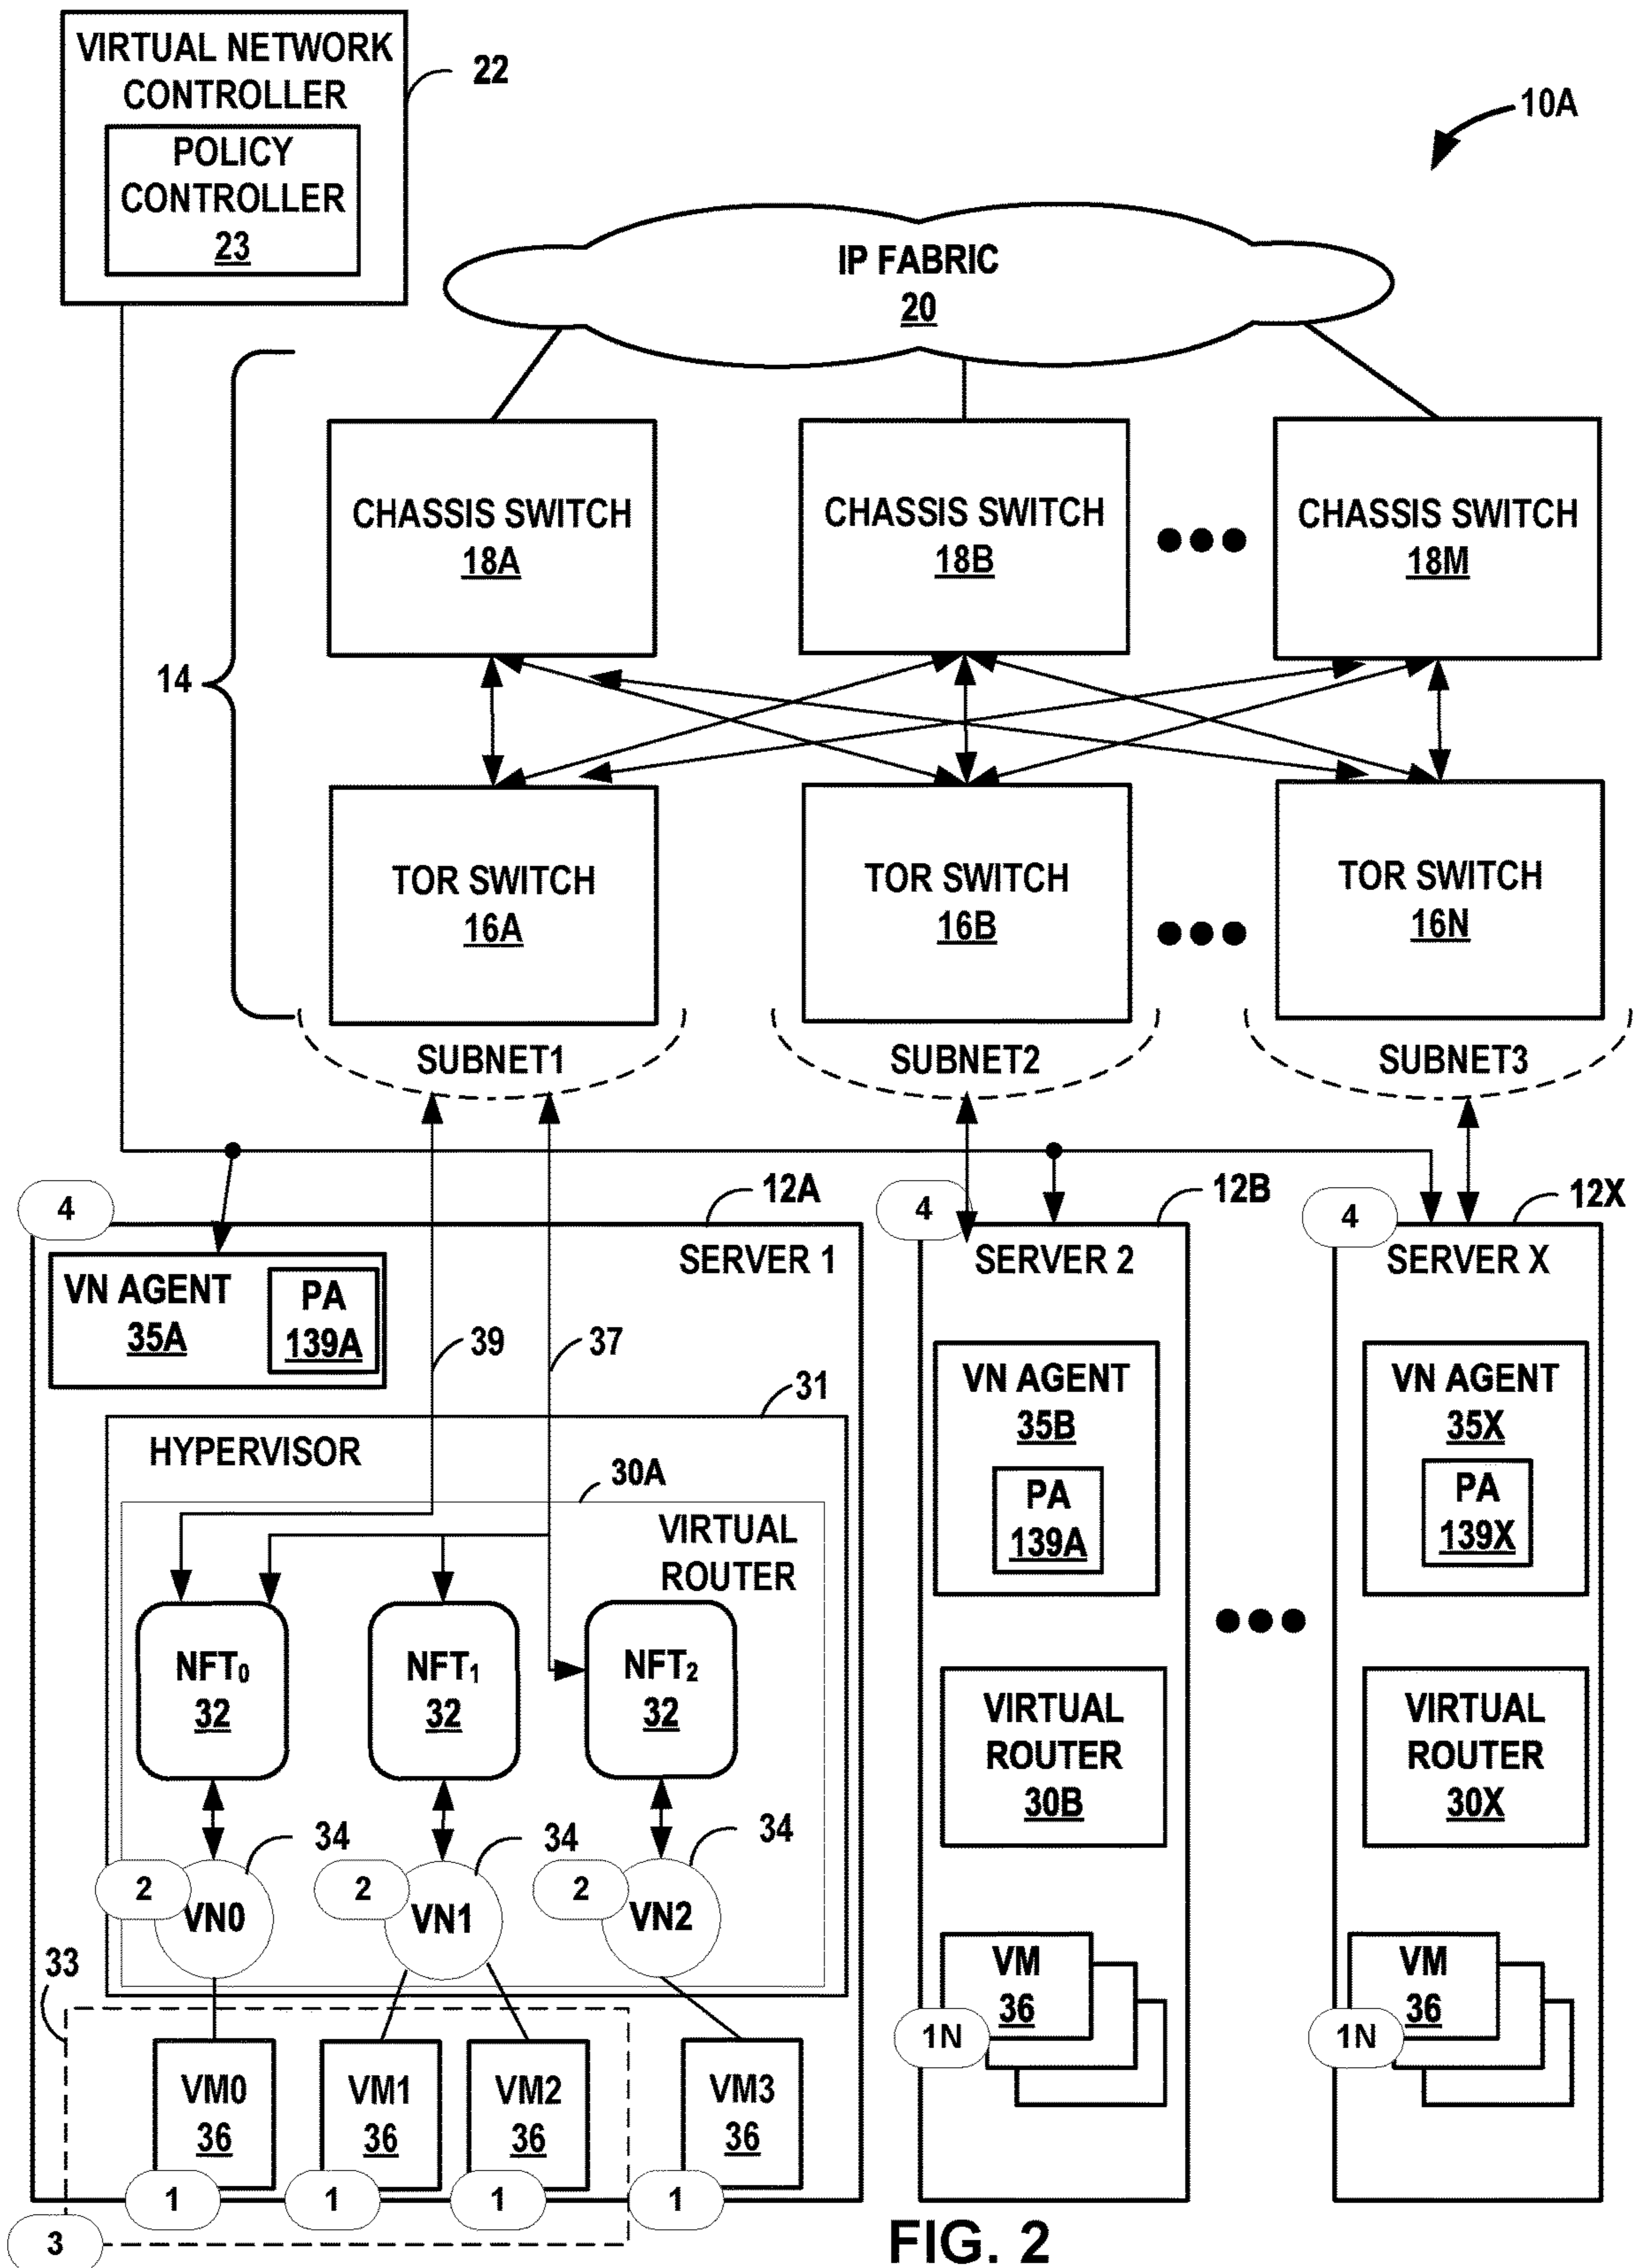 VIRTUAL NETWORK
CONTROLLER
22
POLICY
CONTROLLER
23
10A
IP FABRIC
20
14
CHASSIS SWITCH
18A
CHASSIS SWITCH
18B
CHASSIS SWITCH
18M
TOR SWITCH
16A
TOR SWITCH
16B
TOR SWITCH
16N
SUBNET1
SUBNET2
SUBNET3
4
12A
SERVER 1
VN AGENT
35A
PA
139A
39
37
31
HYPERVISOR
30A
VIRTUAL
ROUTER
NFT₀
32
NFT₁
32
NFT₂
32
34
34
34
2
VN0
2
VN1
2
VN2
33
VM0
36
VM1
36
VM2
36
VM3
36
1
1
1
1
3
4
12B
SERVER 2
VN AGENT
35B
PA
139A
VIRTUAL
ROUTER
30B
VM
36
1N
4
12X
SERVER X
VN AGENT
35X
PA
139X
VIRTUAL
ROUTER
30X
VM
36
1N
FIG. 2